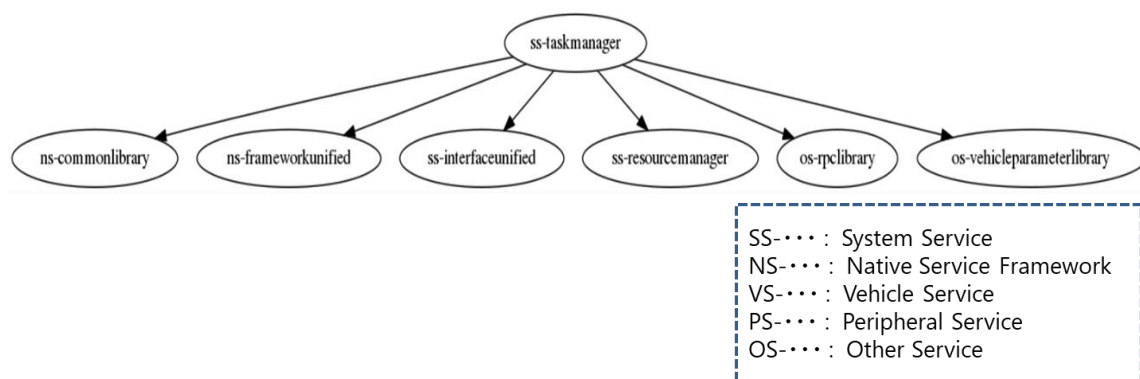 ss-taskmanager
ns-commonlibrary
ns-frameworkunified
ss-interfaceunified
ss-resourcemanager
os-rpclibrary
os-vehicleparameterlibrary
SS-・・・ : System Service
NS-・・・ : Native Service Framework
VS-・・・ : Vehicle Service
PS-・・・ : Peripheral Service
OS-・・・ : Other Service